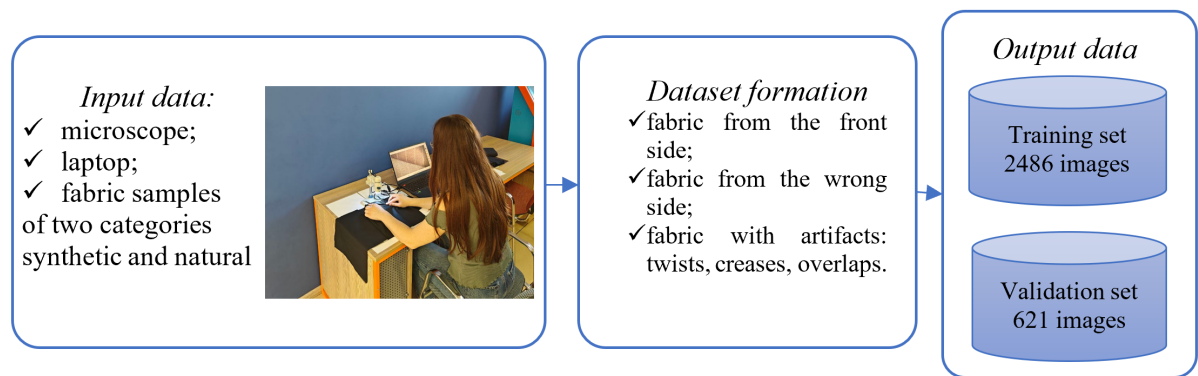 Input data:
✓ microscope;
✓ laptop;
✓ fabric samples
of two categories
synthetic and natural
Dataset formation
✓fabric from the front
side;
✓fabric from the wrong
side;
✓fabric with artifacts:
twists, creases, overlaps.
Output data
Training set
2486 images
Validation set
621 images